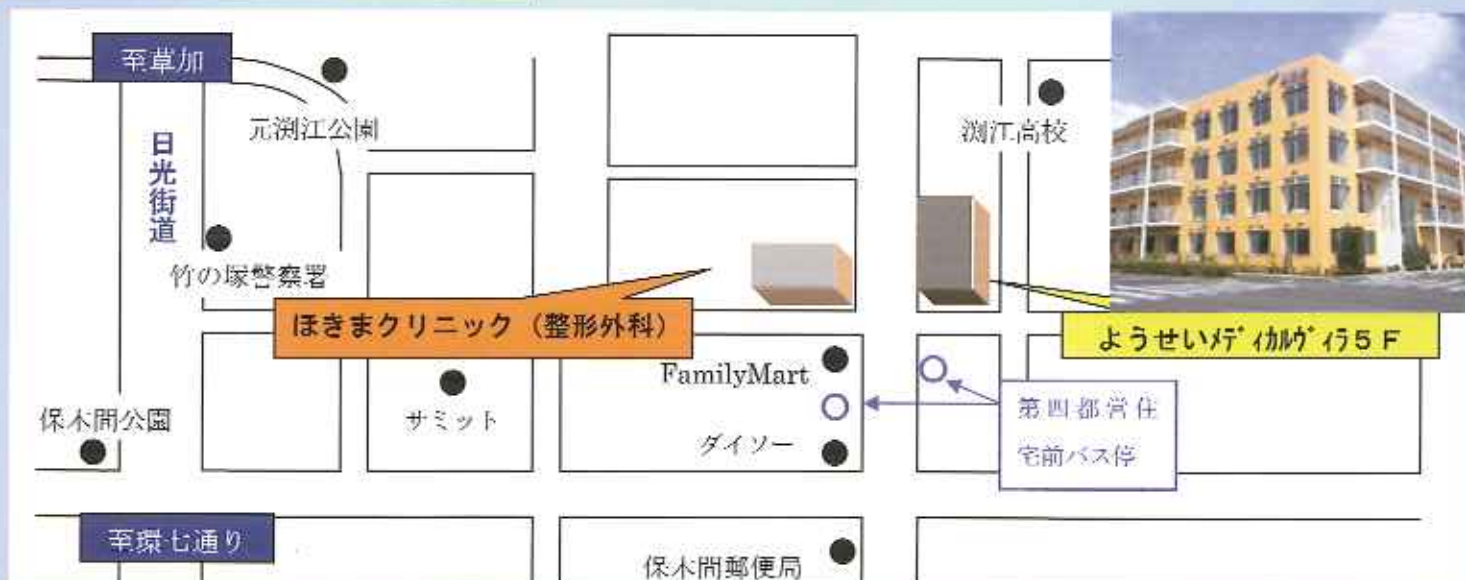 至草加
元渕江公園
渕江高校
日光街道
竹の塚警察署
ほきまクリニック（整形外科）
ようせいﾒﾃﾞｨｶﾙヴｨﾗ５Ｆ
FamilyMart
第四都営住
宅前バス停
保木間公園
サミット
ダイソー
至環七通り
保木間郵便局